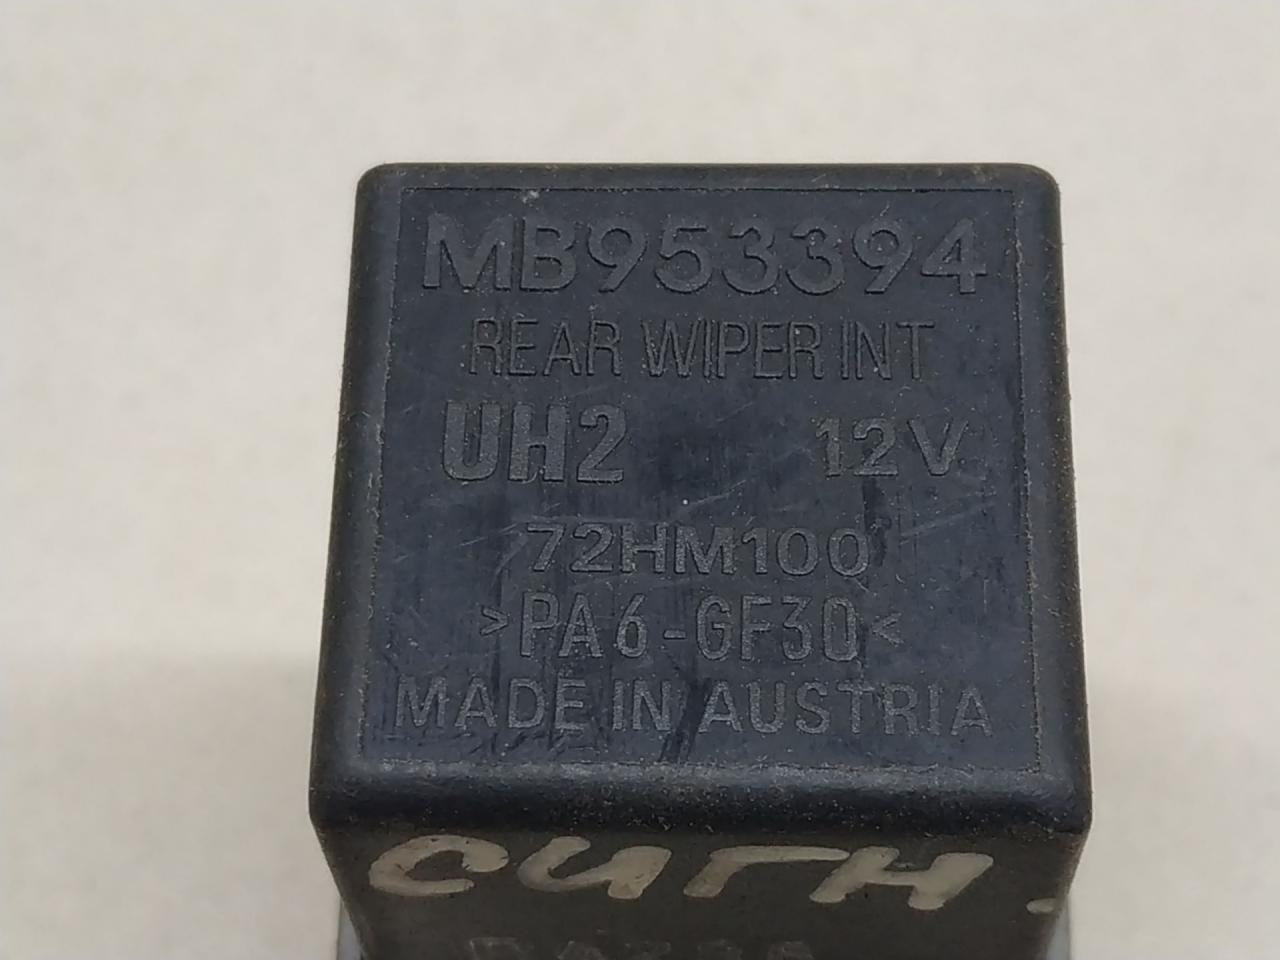 MB953394
REAR WIPER INT
UH2 12V
72HM100
>PA6-GF30<
MADE IN AUSTRIA
сигн.